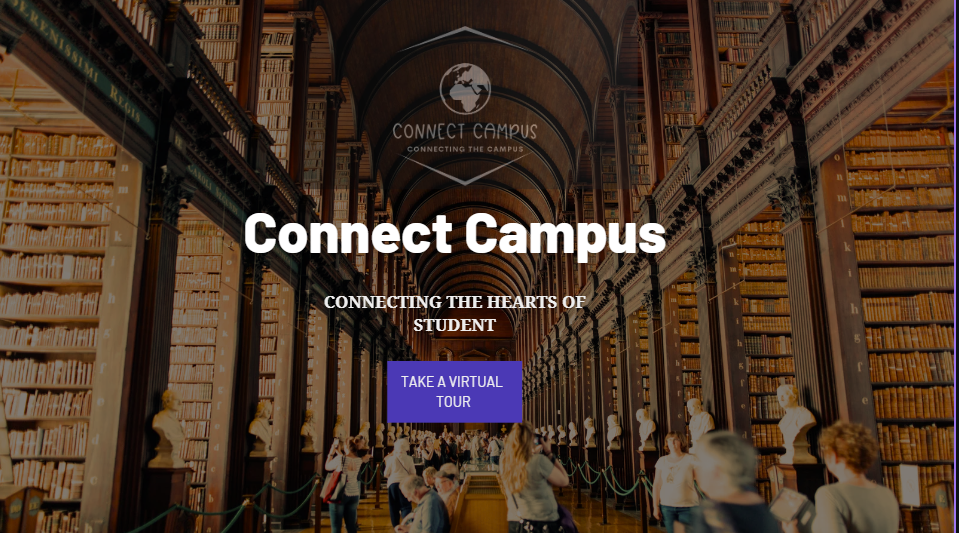 CONNECT CAMPUS
CONNECTING THE CAMPUS
Connect Campus
CONNECTING THE HEARTS OF
STUDENT
TAKE A VIRTUAL
TOUR